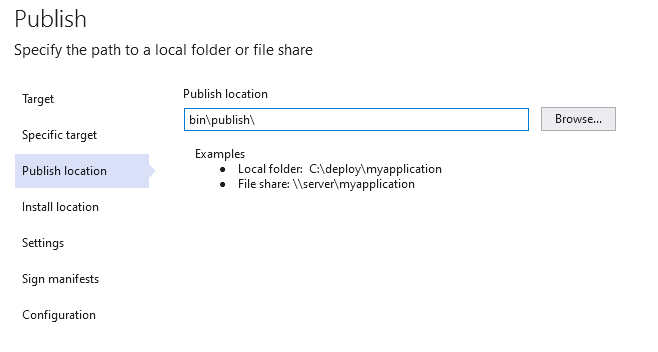 Publish
Specify the path to a local folder or file share
Target
Specific target
Publish location
Install location
Settings
Sign manifests
Configuration
Publish location
bin\publish\
Browse...
Examples
● Local folder: C:\deploy\myapplication
● File share: \\server\myapplication